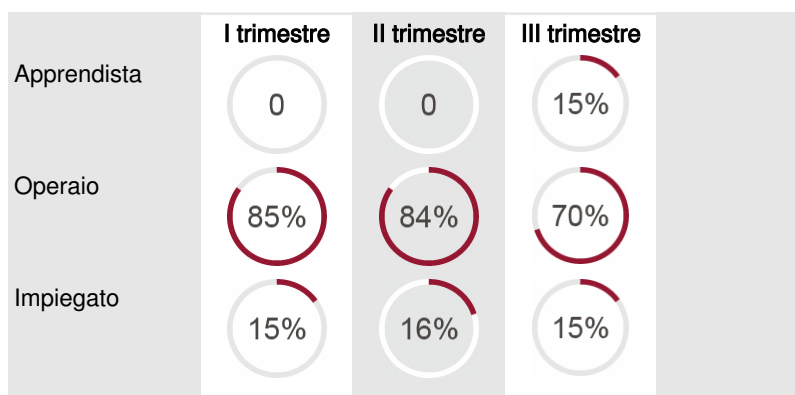 I trimestre II trimestre III trimestre
Apprendista 0 0 15%
Operaio 85% 84% 70%
Impiegato 15% 16% 15%